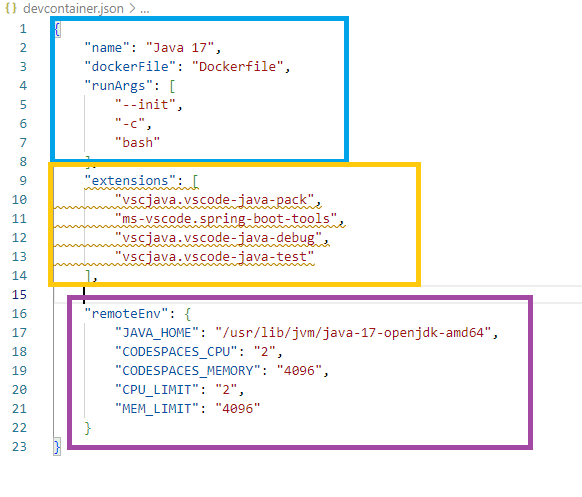 {} devcontainer.json > ...
1 {
2 "name": "Java 17",
3 "dockerFile": "Dockerfile",
4 "runArgs": [
5 "--init",
6 "-c",
7 "bash"
8 ],
9 "extensions": [
10 "vscjava.vscode-java-pack",
11 "ms-vscode.spring-boot-tools",
12 "vscjava.vscode-java-debug",
13 "vscjava.vscode-java-test"
14 ],
15
16 "remoteEnv": {
17 "JAVA_HOME": "/usr/lib/jvm/java-17-openjdk-amd64",
18 "CODESPACES_CPU": "2",
19 "CODESPACES_MEMORY": "4096",
20 "CPU_LIMIT": "2",
21 "MEM_LIMIT": "4096"
22 }
23 }